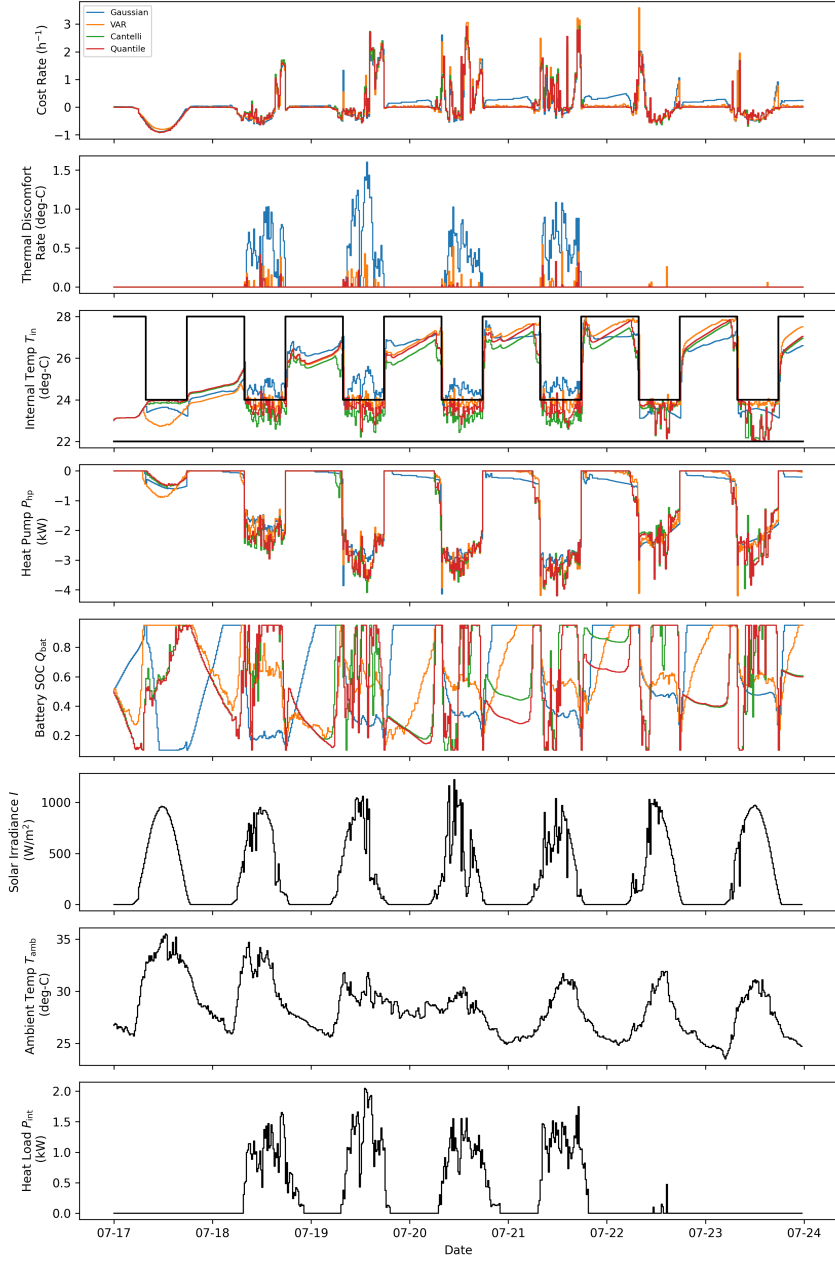 Gaussian
VAR
Cantelli
Quantile
Cost Rate (h⁻¹)
3
2
1
0
−1
Thermal Discomfort
Rate (deg-C)
1.5
1.0
0.5
0.0
Internal Temp T_in
(deg-C)
28
26
24
22
Heat Pump P_hp
(kW)
0
−1
−2
−3
−4
Battery SOC Q_bat
0.8
0.6
0.4
0.2
Solar Irradiance I
(W/m²)
1000
500
0
Ambient Temp T_amb
(deg-C)
35
30
25
Heat Load P_int
(kW)
2.0
1.5
1.0
0.5
0.0
07-17 07-18 07-19 07-20 07-21 07-22 07-23 07-24
Date